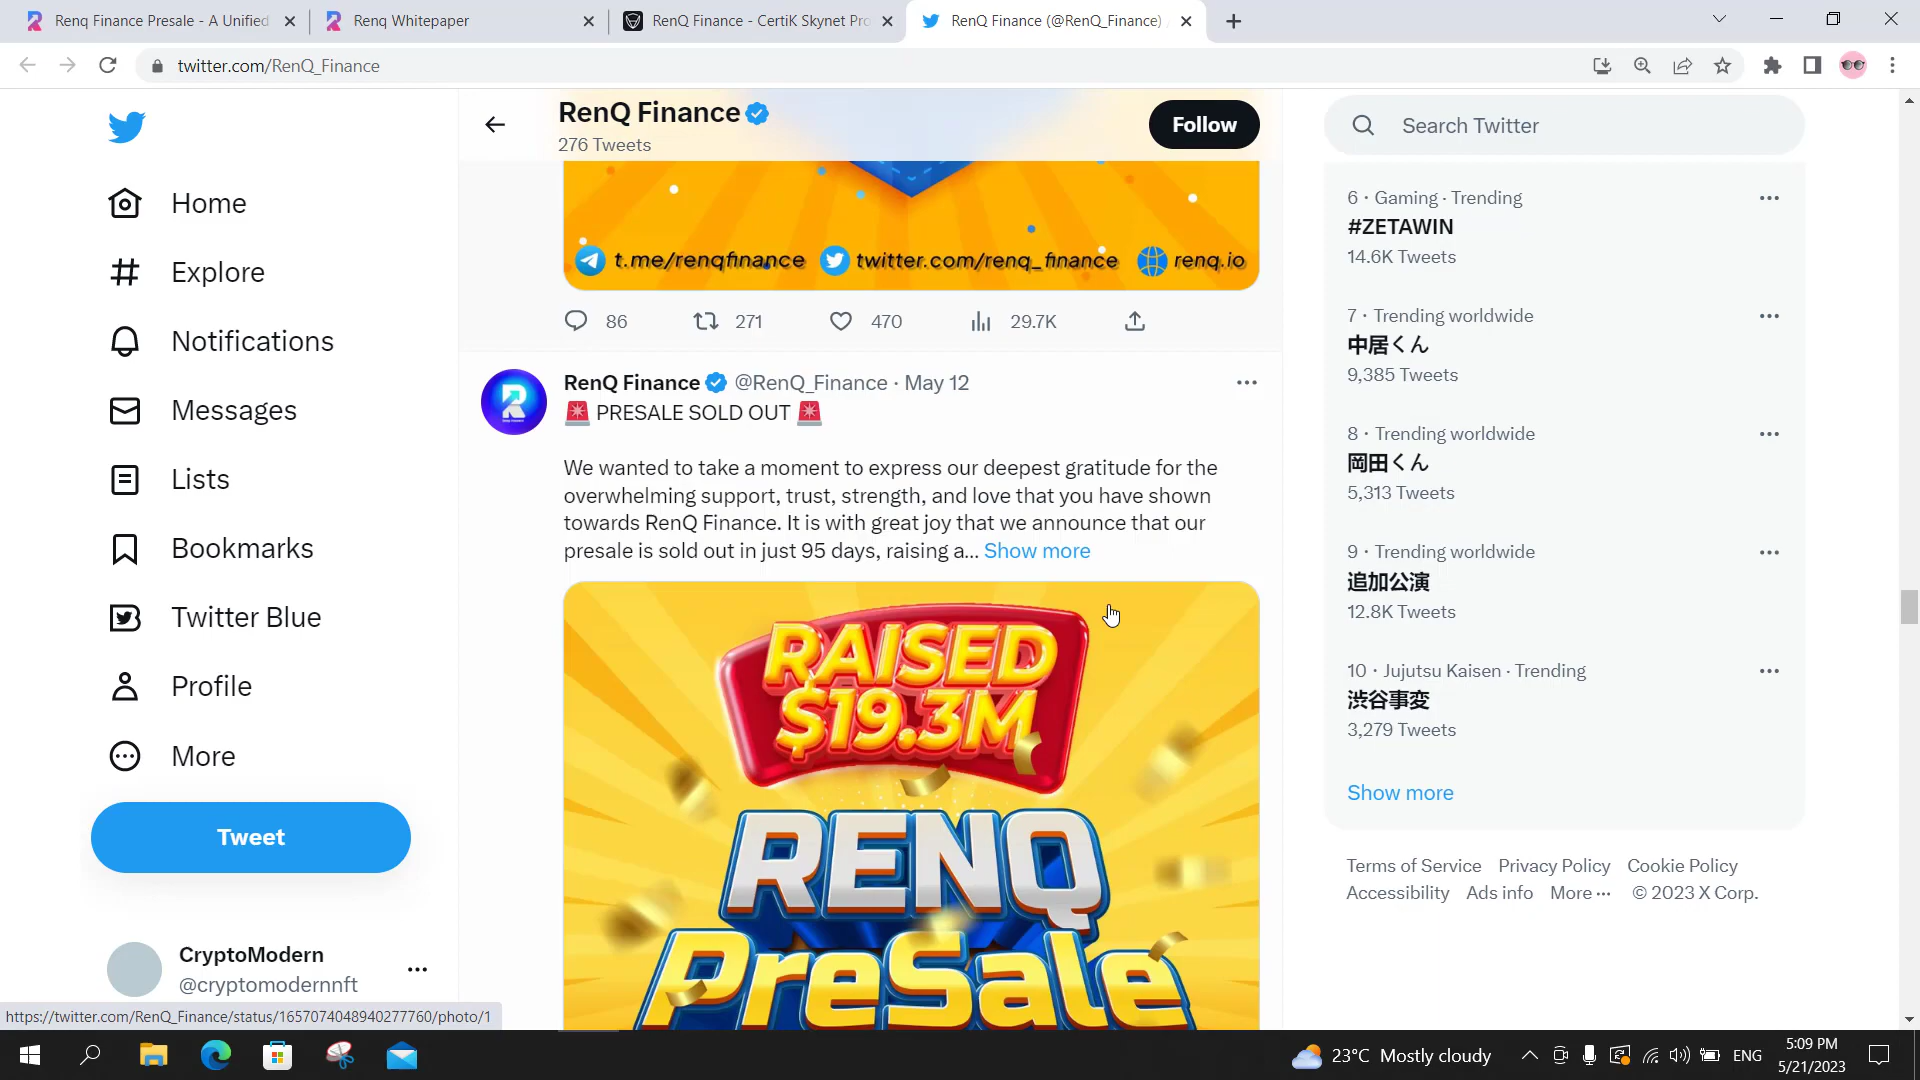 Renq Finance Presale - A Unified
Renq Whitepaper
RenQ Finance - CertiK Skynet Pro
RenQ Finance (@RenQ_Finance)
twitter.com/RenQ_Finance
Home
Explore
Notifications
Messages
Lists
Bookmarks
Twitter Blue
Profile
More
Tweet
CryptoModern
@cryptomodernnft
https://twitter.com/RenQ_Finance/status/1657074048940277760/photo/1
RenQ Finance
276 Tweets
Follow
t.me/renqfinance twitter.com/renq_finance renq.io
86 271 470 29.7K
RenQ Finance @RenQ_Finance · May 12
🚨 PRESALE SOLD OUT 🚨
We wanted to take a moment to express our deepest gratitude for the
overwhelming support, trust, strength, and love that you have shown
towards RenQ Finance. It is with great joy that we announce that our
presale is sold out in just 95 days, raising a... Show more
RAISED
$19.3M
RENQ
PreSale
Search Twitter
6 · Gaming · Trending
#ZETAWIN
14.6K Tweets
7 · Trending worldwide
中居くん
9,385 Tweets
8 · Trending worldwide
岡田くん
5,313 Tweets
9 · Trending worldwide
追加公演
12.8K Tweets
10 · Jujutsu Kaisen · Trending
渋谷事変
3,279 Tweets
Show more
Terms of Service Privacy Policy Cookie Policy
Accessibility Ads info More ··· © 2023 X Corp.
23°C Mostly cloudy
ENG
5:09 PM
5/21/2023